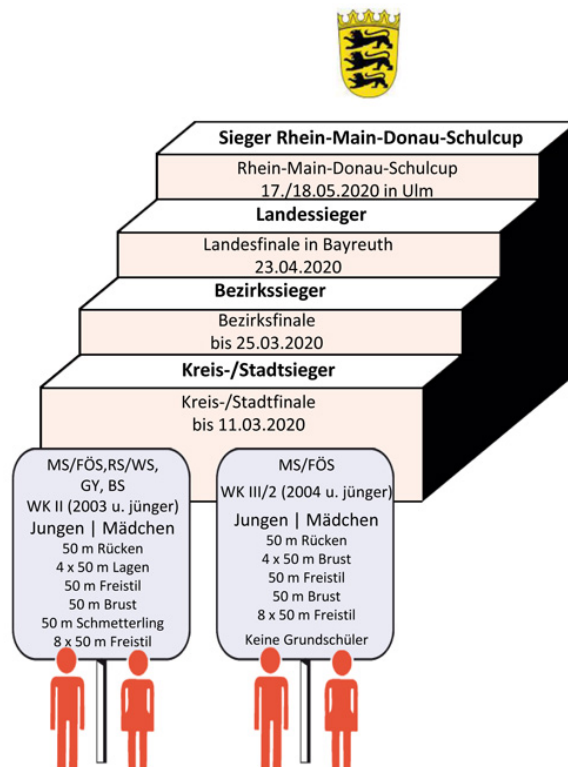 Sieger Rhein-Main-Donau-Schulcup
Rhein-Main-Donau-Schulcup
17./18.05.2020 in Ulm
Landessieger
Landesfinale in Bayreuth
23.04.2020
Bezirkssieger
Bezirksfinale
bis 25.03.2020
Kreis-/Stadtsieger
Kreis-/Stadtfinale
bis 11.03.2020
MS/FÖS,RS/WS,
GY, BS
WK II (2003 u. jünger)
Jungen | Mädchen
50 m Rücken
4 x 50 m Lagen
50 m Freistil
50 m Brust
50 m Schmetterling
8 x 50 m Freistil
MS/FÖS
WK III/2 (2004 u. jünger)
Jungen | Mädchen
50 m Rücken
4 x 50 m Brust
50 m Freistil
50 m Brust
8 x 50 m Freistil
Keine Grundschüler